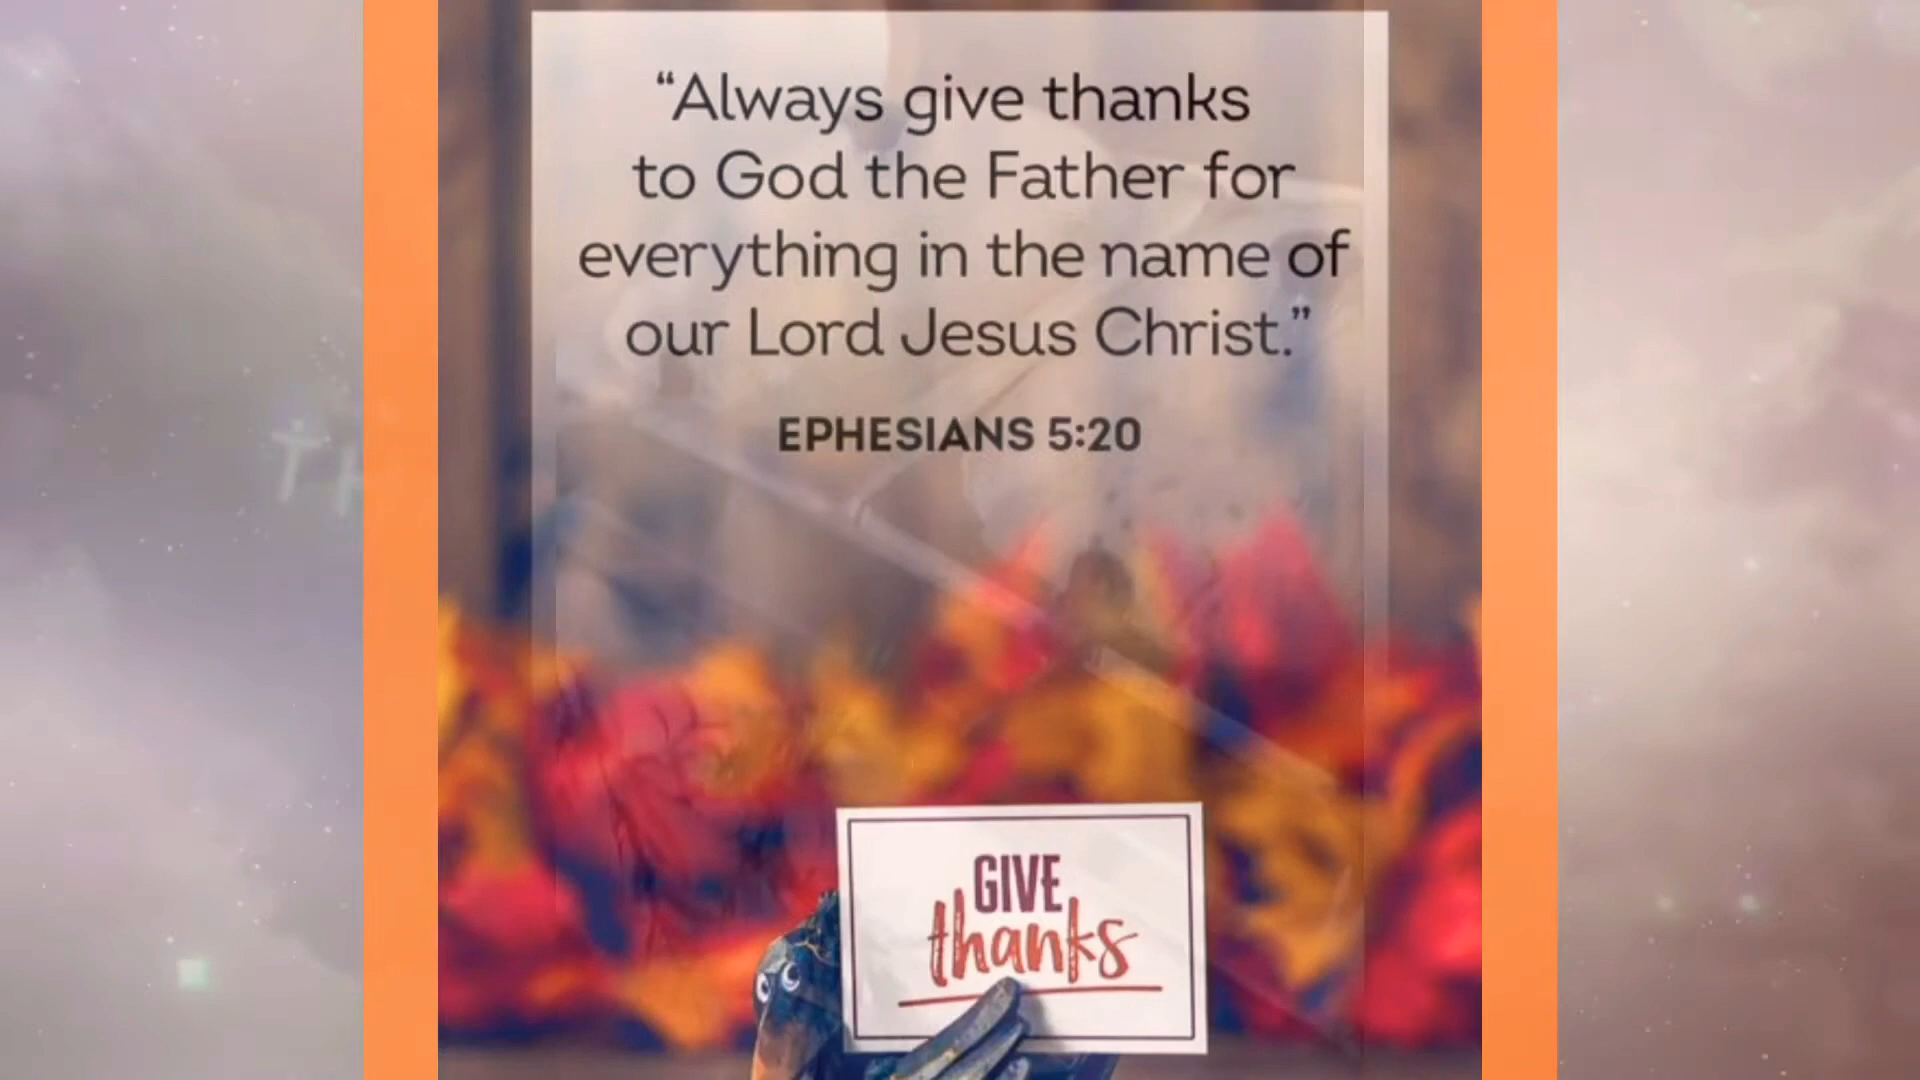 “Always give thanks
to God the Father for
everything in the name of
our Lord Jesus Christ.”
EPHESIANS 5:20
TH
GIVE
thanks